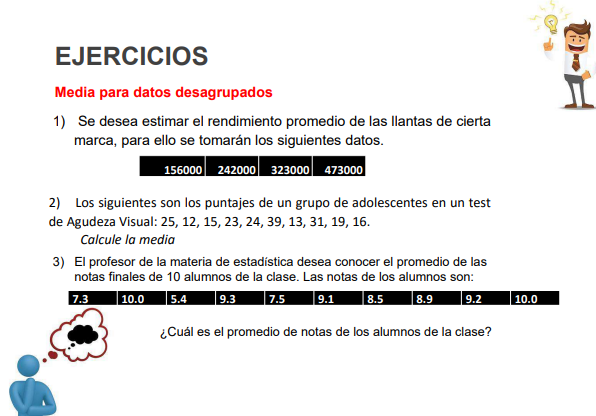 EJERCICIOS
Media para datos desagrupados
1) Se desea estimar el rendimiento promedio de las llantas de cierta
marca, para ello se tomarán los siguientes datos.
156000 242000 323000 473000
2) Los siguientes son los puntajes de un grupo de adolescentes en un test
de Agudeza Visual: 25, 12, 15, 23, 24, 39, 13, 31, 19, 16.
Calcule la media
3) El profesor de la materia de estadística desea conocer el promedio de las
notas finales de 10 alumnos de la clase. Las notas de los alumnos son:
7.3 10.0 5.4 9.3 7.5 9.1 8.5 8.9 9.2 10.0
¿Cuál es el promedio de notas de los alumnos de la clase?